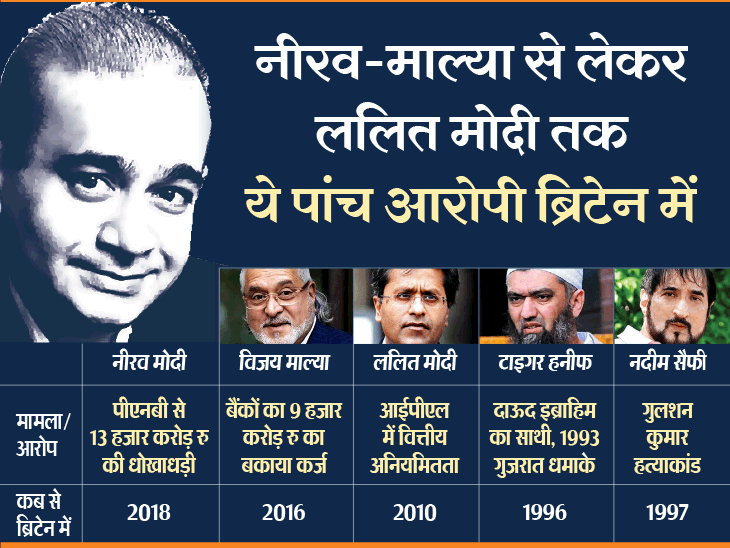 नीरव-माल्या से लेकर
ललित मोदी तक
ये पांच आरोपी ब्रिटेन में
नीरव मोदी
विजय माल्या
ललित मोदी
टाइगर हनीफ
नदीम सैफी
मामला/
आरोप
पीएनबी से
13 हजार करोड़ रु
की धोखाधड़ी
बैंकों का 9 हजार
करोड़ रु का
बकाया कर्ज
आईपीएल
में वित्तीय
अनियमितता
दाऊद इब्राहिम
का साथी, 1993
गुजरात धमाके
गुलशन
कुमार
हत्याकांड
कब से
ब्रिटेन में
2018
2016
2010
1996
1997